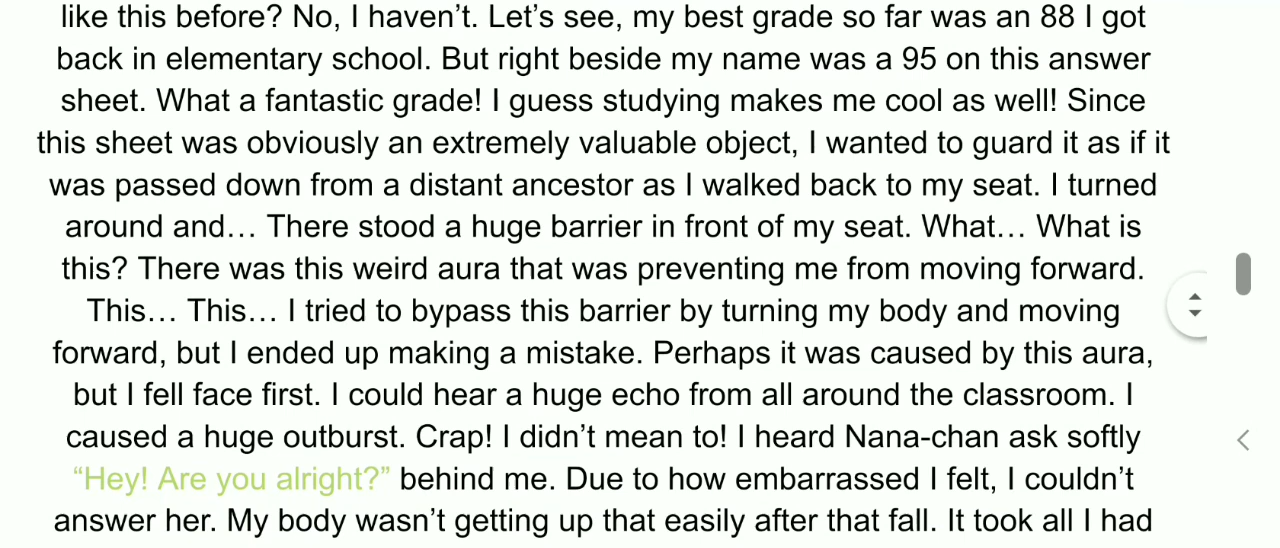 like this before? No, I haven’t. Let’s see, my best grade so far was an 88 I got
back in elementary school. But right beside my name was a 95 on this answer
sheet. What a fantastic grade! I guess studying makes me cool as well! Since
this sheet was obviously an extremely valuable object, I wanted to guard it as if it
was passed down from a distant ancestor as I walked back to my seat. I turned
around and… There stood a huge barrier in front of my seat. What… What is
this? There was this weird aura that was preventing me from moving forward.
This… This… I tried to bypass this barrier by turning my body and moving
forward, but I ended up making a mistake. Perhaps it was caused by this aura,
but I fell face first. I could hear a huge echo from all around the classroom. I
caused a huge outburst. Crap! I didn’t mean to! I heard Nana-chan ask softly
“Hey! Are you alright?” behind me. Due to how embarrassed I felt, I couldn’t
answer her. My body wasn’t getting up that easily after that fall. It took all I had